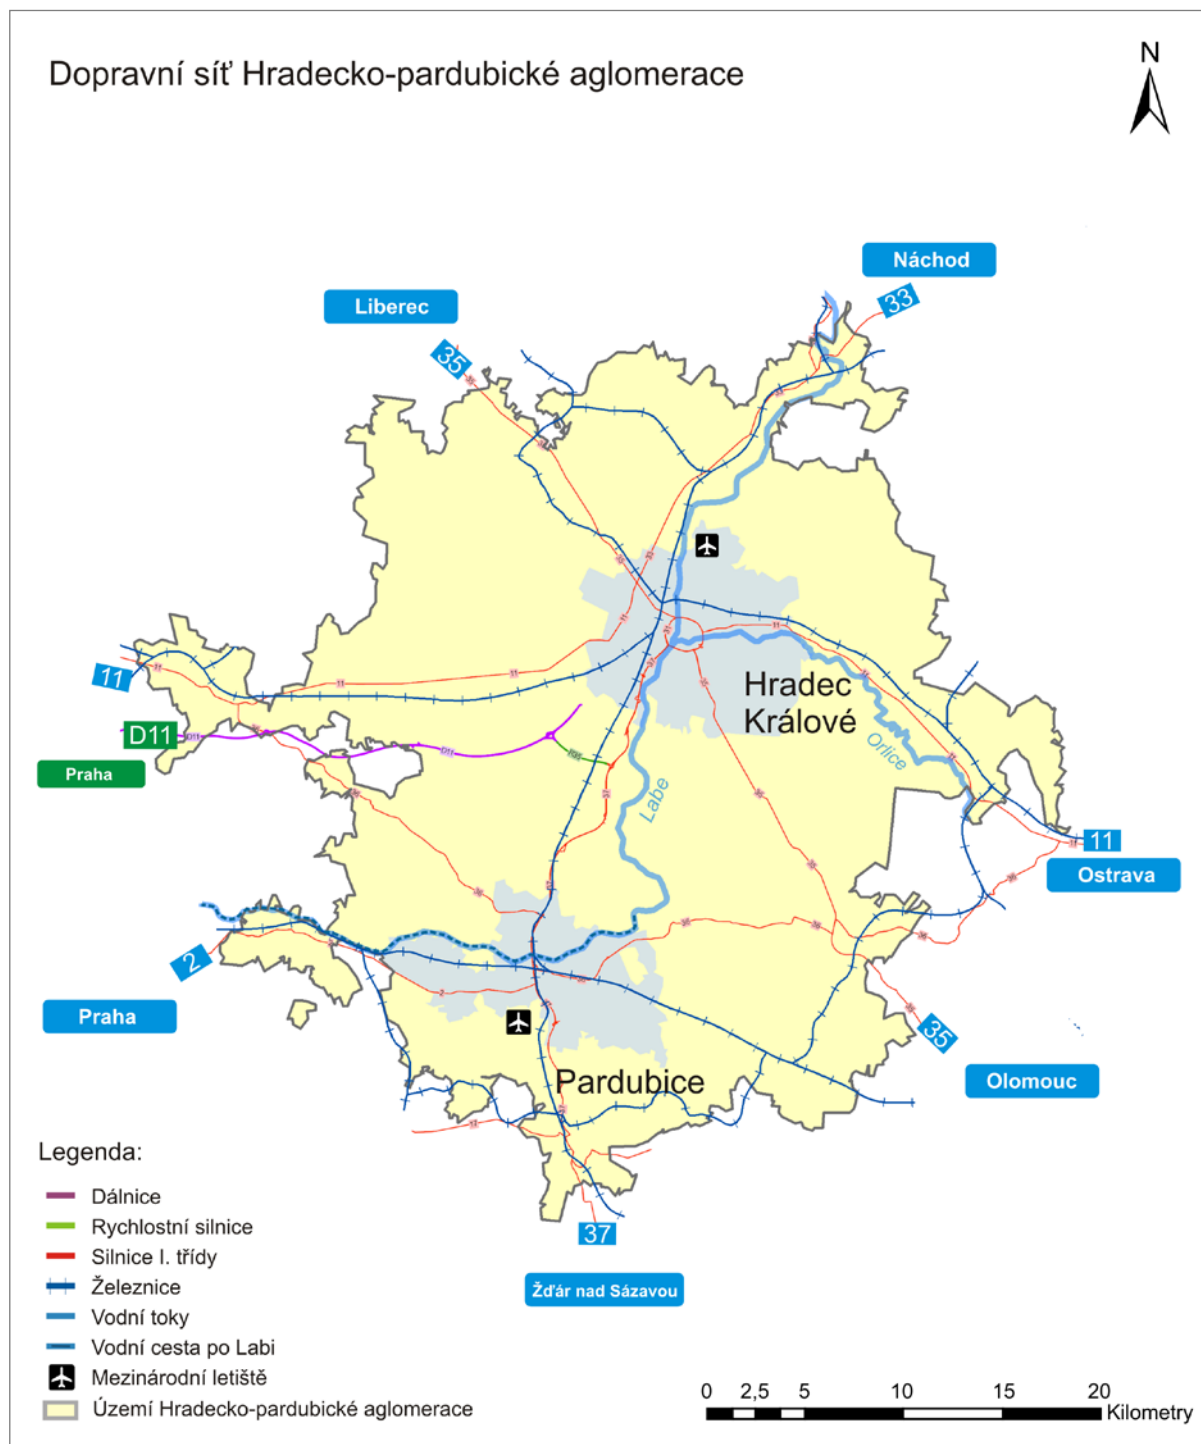 Dopravní síť Hradecko-pardubické aglomerace
N
Náchod
33
Liberec
35
11
D11
Praha
Hradec
Králové
Orlice
Labe
11
Ostrava
2
Praha
35
Olomouc
Pardubice
37
Žďár nad Sázavou
Legenda:
Dálnice
Rychlostní silnice
Silnice I. třídy
Železnice
Vodní toky
Vodní cesta po Labi
Mezinárodní letiště
Území Hradecko-pardubické aglomerace
0 2,5 5 10 15 20
Kilometry